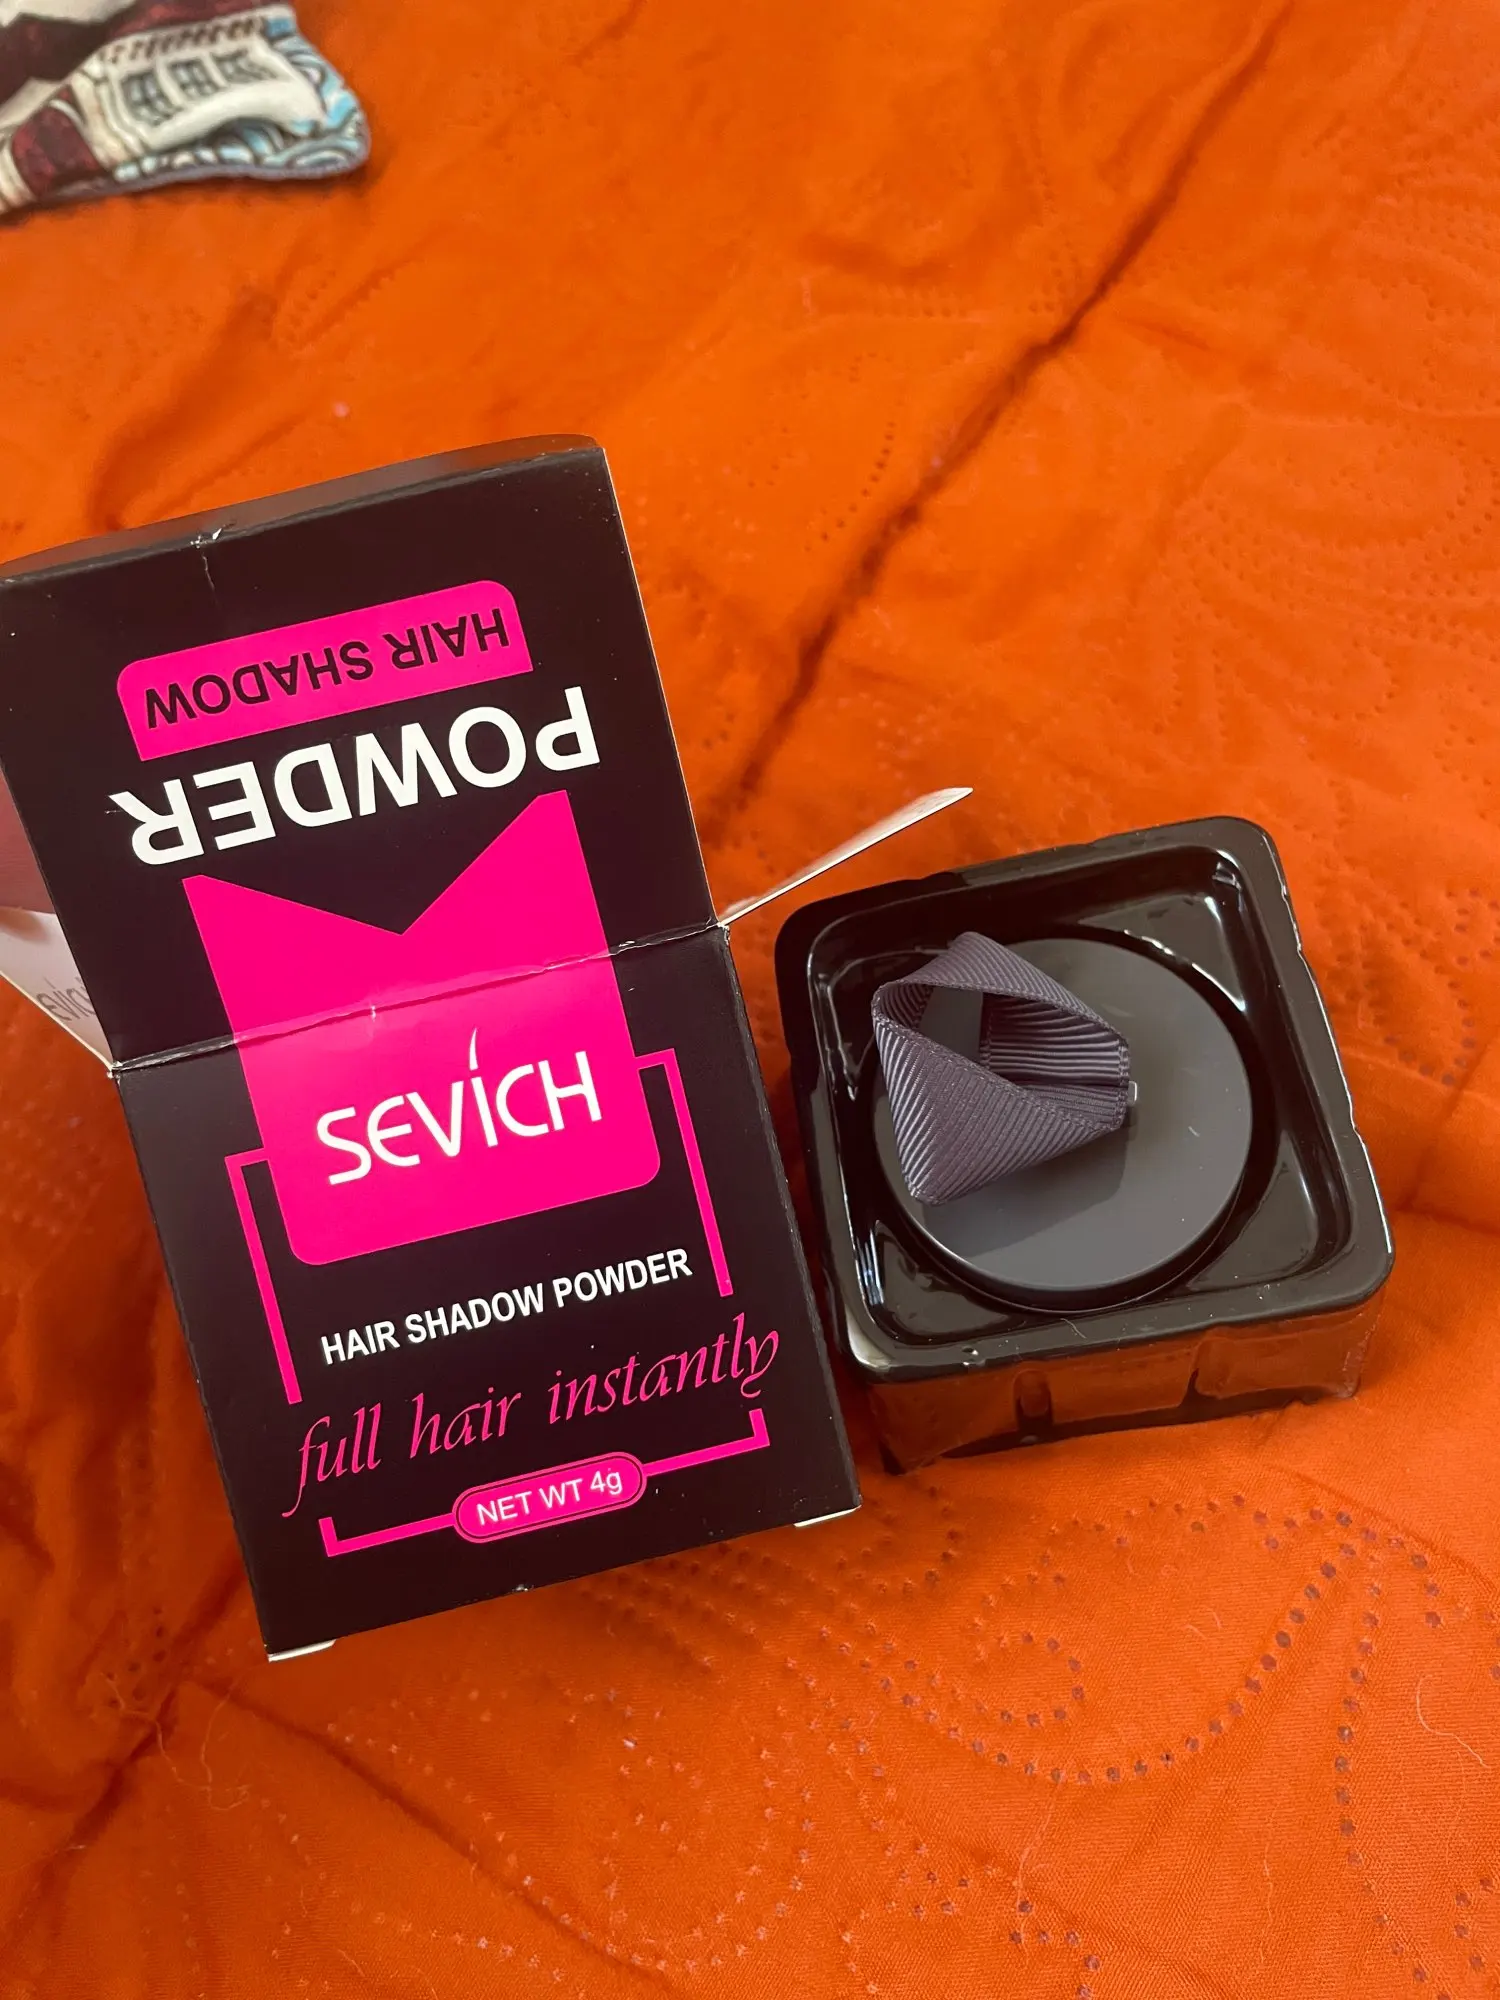 HAIR SHADOW
POWDER
SEVICH
HAIR SHADOW POWDER
full hair instantly
NET WT 4g